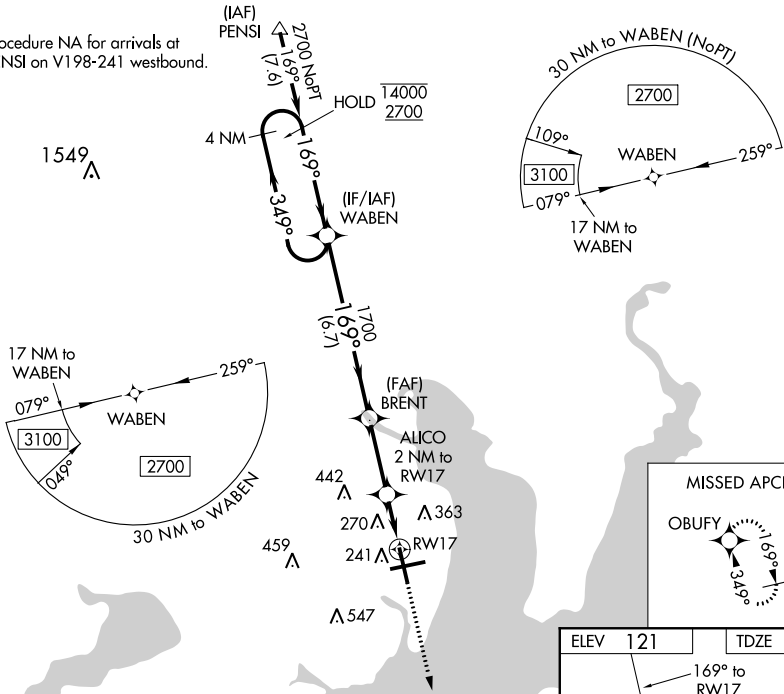 (IAF)
PENSI
ocedure NA for arrivals at
NSI on V198-241 westbound.
2700 NoPT
169°
(7.6)
HOLD
14000
2700
4 NM
169°
349°
(IF/IAF)
WABEN
1549
30 NM to WABEN (NoPT)
2700
109°
WABEN
259°
3100
079°
17 NM to
WABEN
1700
169°
(6.7)
17 NM to
WABEN
259°
079°
WABEN
3100
2700
049°
30 NM to WABEN
(FAF)
BRENT
ALICO
2 NM to
RW17
442
363
270
459
241
RW17
547
MISSED APC
OBUFY
169°
349°
ELEV 121
TDZE
169° to
RW17